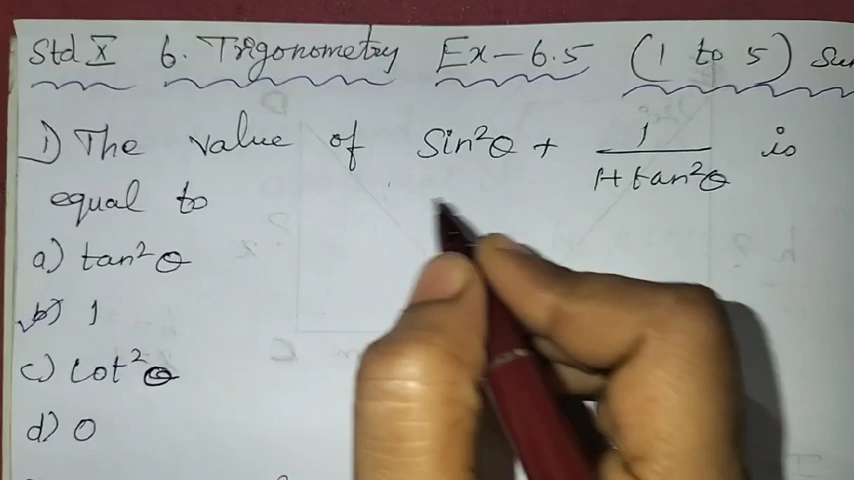 Std X 6. Trigonometry Ex-6.5 (1 to 5)
1) The value of Sin²θ + 1/1+tan²θ is
equal to
a) tan²θ
b) 1
c) Cot²θ
d) 0